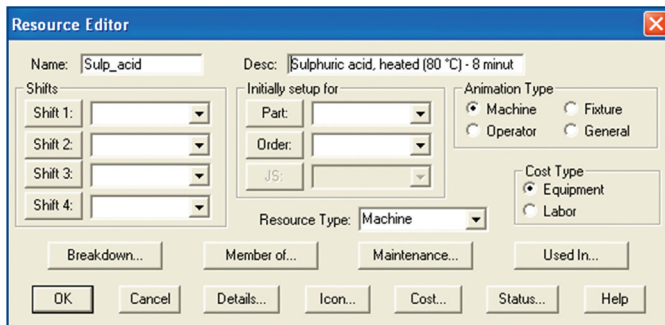 Resource Editor
Name: Sulp_acid Desc: Sulphuric acid, heated (80 °C) - 8 minut
Shifts Initially setup for Animation Type
Shift 1: Part: Machine Fixture
Operator General
Shift 2: Order:
Shift 3: JS: Cost Type
Equipment
Shift 4: Resource Type: Machine Labor
Breakdown... Member of... Maintenance... Used In...
OK Cancel Details... Icon... Cost... Status... Help